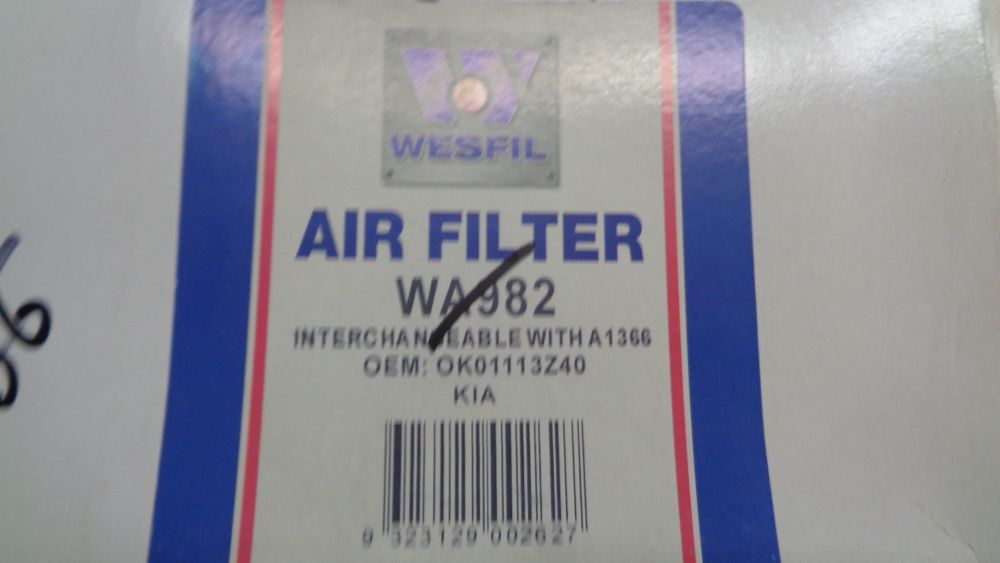 WESFIL
AIR FILTER
WA982
INTERCHANGEABLE WITH A1366
OEM: OK01113Z40
KIA
9 323129 002627